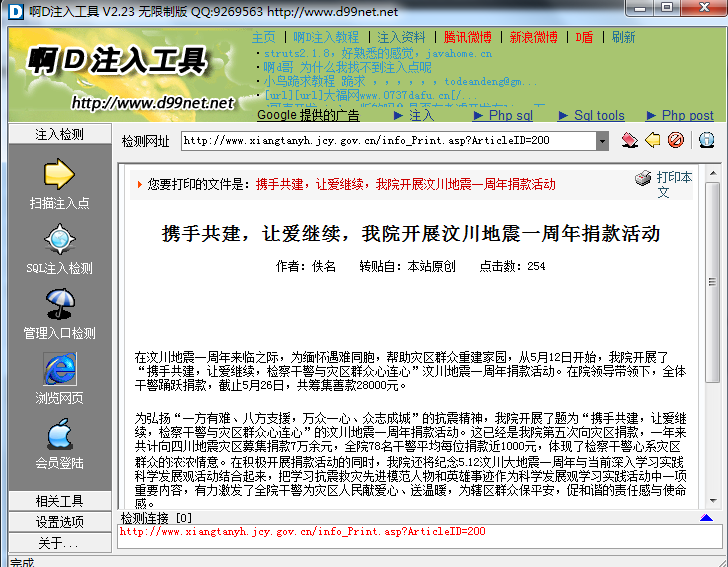 啊D注入工具 V2.23 无限制版 QQ:9269563 http://www.d99net.net
啊D注入工具
http://www.d99net.net
主页 | 啊D注入教程 | 注入资料 | 腾讯微博 | 新浪微博 | D盾 | 刷新
· struts2.1.8，好熟悉的感觉，javahome.cn
· 啊d哥 为什么我找不到注入点呢
· 小鸟跪求教程 跪求 ，，，，，，todeandeng@gm...
· [url][url]大福网www.0737dafu.cn[/...
Google 提供的广告 ▶ 注入 ▶ Php sql ▶ Sql tools ▶ Php post
注入检测
检测网址 http://www.xiangtanyh.jcy.gov.cn/info_Print.asp?ArticleID=200
扫描注入点
SQL注入检测
管理入口检测
浏览网页
会员登陆
相关工具
设置选项
关于...
您要打印的文件是：携手共建，让爱继续，我院开展汶川地震一周年捐款活动
打印本
文
携手共建，让爱继续，我院开展汶川地震一周年捐款活动
作者：佚名 转贴自：本站原创 点击数：254
在汶川地震一周年来临之际，为缅怀遇难同胞，帮助灾区群众重建家园，从5月12日开始，我院开展了
“携手共建，让爱继续，检察干警与灾区群众心连心”汶川地震一周年捐款活动。在院领导带领下，全体
干警踊跃捐款，截止5月26日，共筹集善款28000元。
为弘扬“一方有难、八方支援，万众一心、众志成城”的抗震精神，我院开展了题为“携手共建，让爱继
续，检察干警与灾区群众心连心”的汶川地震一周年捐款活动。这已经是我院第五次向灾区捐款，一年来
共计向四川地震灾区募集捐款7万余元，全院78名干警平均每位捐款近1000元，体现了检察干警心系灾区
群众的浓浓情意。在积极开展捐款活动的同时，我院还将纪念5.12汶川大地震一周年与当前深入学习实践
科学发展观活动结合起来，把学习抗震救灾先进模范人物和英雄事迹作为科学发展观学习实践活动中一项
重要内容，有力激发了全院干警为灾区人民献爱心、送温暖，为辖区群众保平安，促和谐的责任感与使命
感。
检测连接 [0]
http://www.xiangtanyh.jcy.gov.cn/info_Print.asp?ArticleID=200
完成